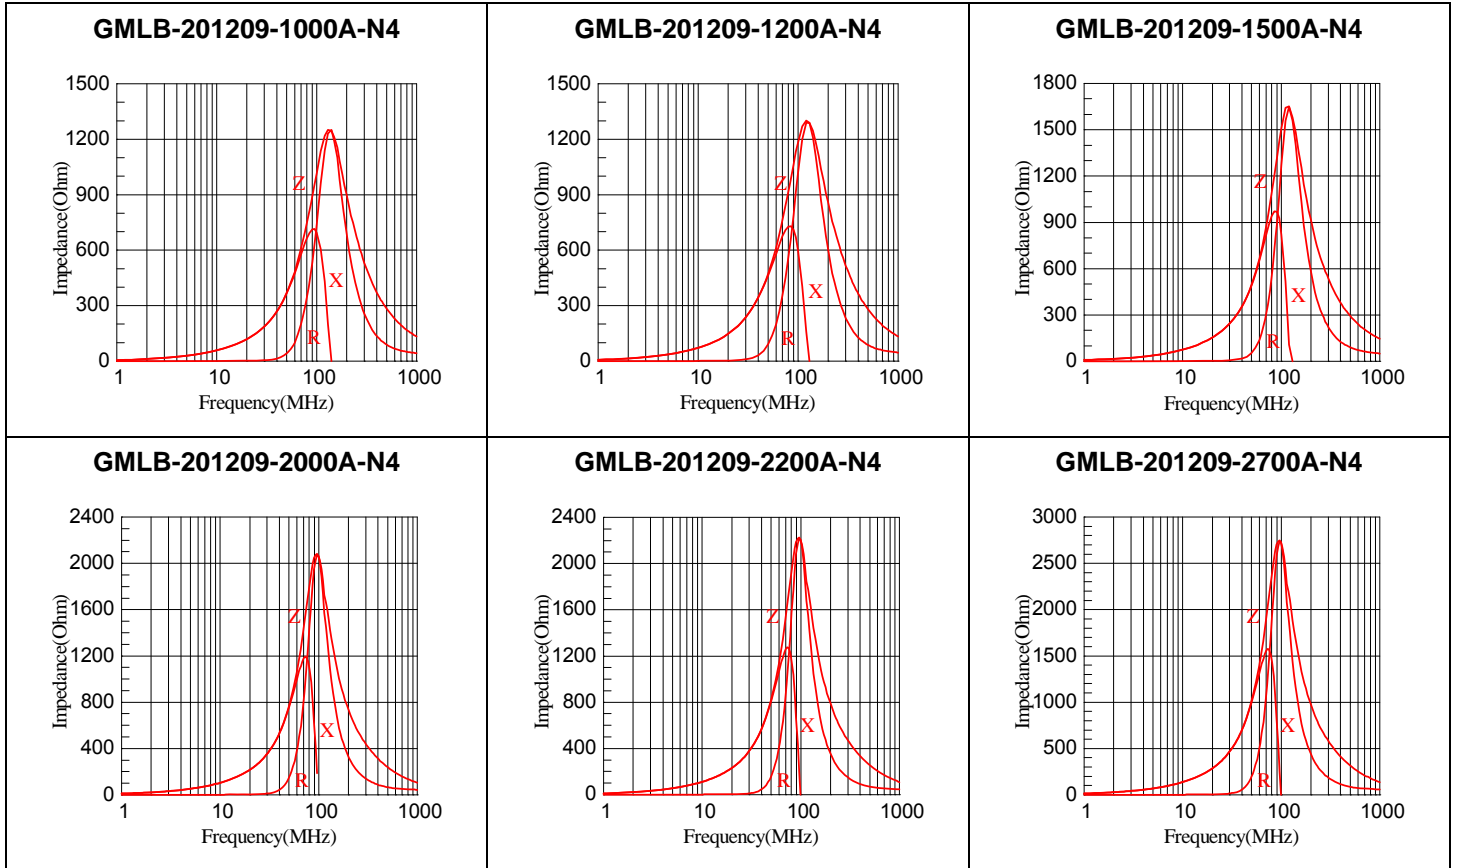 GMLB-201209-1000A-N4
1500
1200
900
600
300
0
Impedance(Ohm)
Z
X
R
1 10 100 1000
Frequency(MHz)
GMLB-201209-1200A-N4
1500
1200
900
600
300
0
Impedance(Ohm)
Z
X
R
1 10 100 1000
Frequency(MHz)
GMLB-201209-1500A-N4
1800
1500
1200
900
600
300
0
Impedance(Ohm)
Z
X
R
1 10 100 1000
Frequency(MHz)
GMLB-201209-2000A-N4
2400
2000
1600
1200
800
400
0
Impedance(Ohm)
Z
X
R
1 10 100 1000
Frequency(MHz)
GMLB-201209-2200A-N4
2400
2000
1600
1200
800
400
0
Impedance(Ohm)
Z
X
R
1 10 100 1000
Frequency(MHz)
GMLB-201209-2700A-N4
3000
2500
2000
1500
1000
500
0
Impedance(Ohm)
Z
X
R
1 10 100 1000
Frequency(MHz)